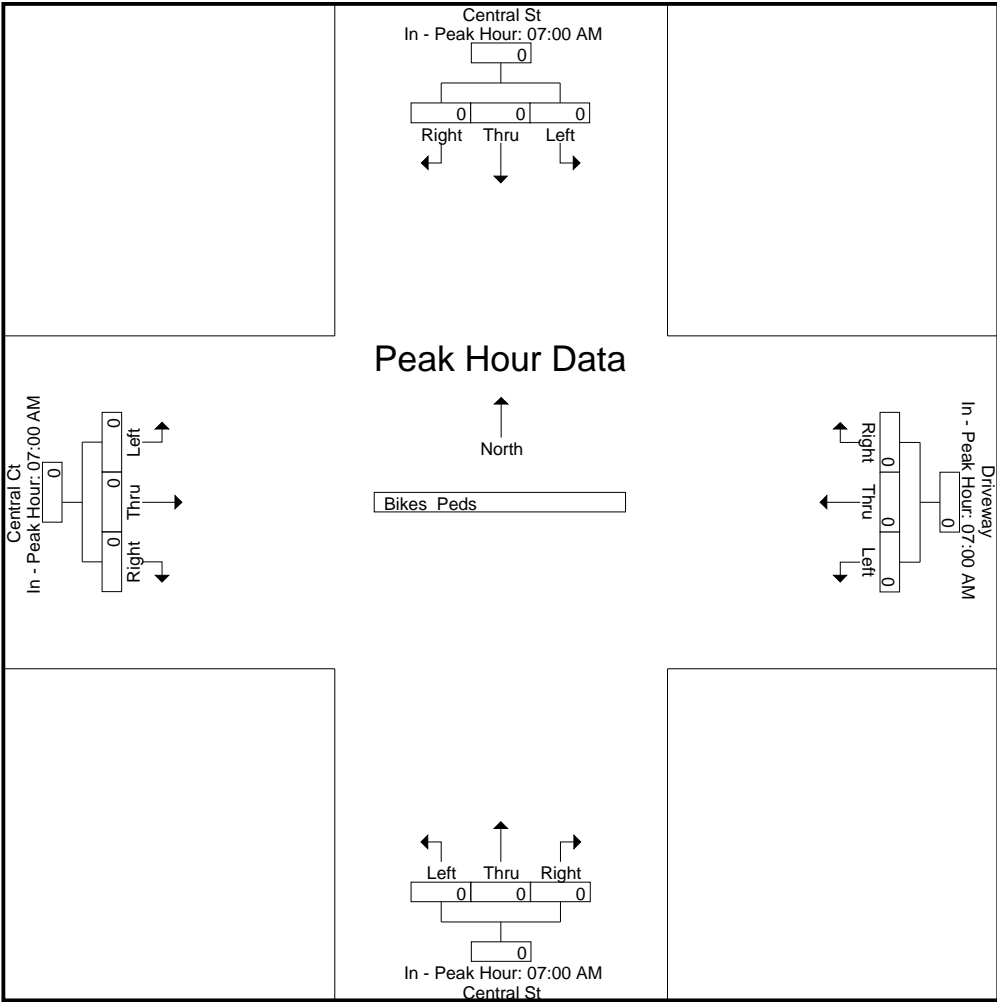 Central St
In - Peak Hour: 07:00 AM
0
0 0 0
Right Thru Left
Peak Hour Data
North
Bikes Peds
Central Ct
In - Peak Hour: 07:00 AM
0
0 0 0
Left Thru Right
Driveway
In - Peak Hour: 07:00 AM
0
0 0 0
Right Thru Left
Left Thru Right
0 0 0
0
In - Peak Hour: 07:00 AM
Central St